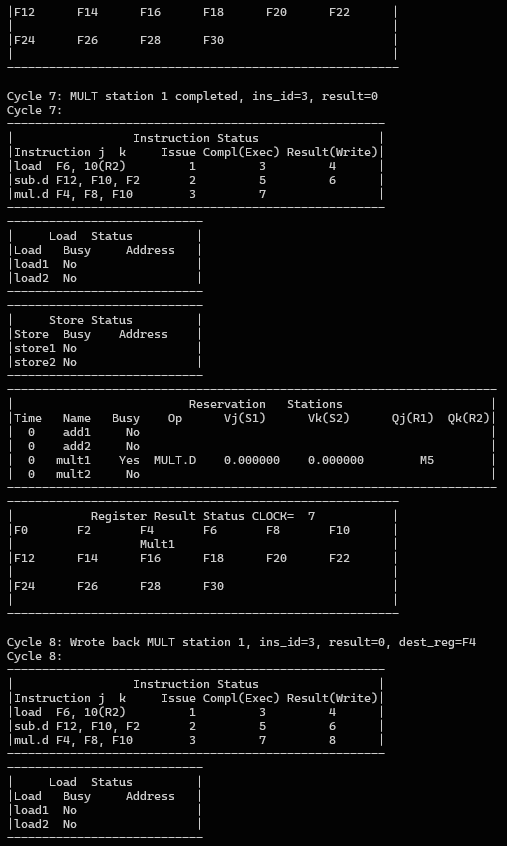 |F12      F14      F16      F18      F20      F22      |
|                                                      |
|F24      F26      F28      F30                        |
|                                                      |
————————————————————————————————————————————————————————
Cycle 7: MULT station 1 completed, ins_id=3, result=0
Cycle 7:
——————————————————————————————————————————————————————
|                 Instruction Status                 |
|Instruction j  k     Issue Compl(Exec) Result(Write)|
|load  F6, 10(R2)         1         3         4      |
|sub.d F12, F10, F2       2         5         6      |
|mul.d F4, F8, F10        3         7                |
——————————————————————————————————————————————————————
————————————————————————————
|     Load  Status         |
|Load   Busy     Address   |
|load1  No                 |
|load2  No                 |
————————————————————————————
————————————————————————————
|     Store Status         |
|Store  Busy    Address    |
|store1 No                 |
|store2 No                 |
————————————————————————————
——————————————————————————————————————————————————————————————————————
|                         Reservation   Stations                     |
|Time   Name   Busy    Op      Vj(S1)      Vk(S2)      Qj(R1)  Qk(R2)|
|  0    add1    No                                                   |
|  0    add2    No                                                   |
|  0   mult1    Yes  MULT.D    0.000000    0.000000        M5        |
|  0   mult2    No                                                   |
——————————————————————————————————————————————————————————————————————
————————————————————————————————————————————————————————
|           Register Result Status CLOCK=  7           |
|F0       F2       F4       F6       F8       F10      |
|                  Mult1                               |
|F12      F14      F16      F18      F20      F22      |
|                                                      |
|F24      F26      F28      F30                        |
|                                                      |
————————————————————————————————————————————————————————
Cycle 8: Wrote back MULT station 1, ins_id=3, result=0, dest_reg=F4
Cycle 8:
——————————————————————————————————————————————————————
|                 Instruction Status                 |
|Instruction j  k     Issue Compl(Exec) Result(Write)|
|load  F6, 10(R2)         1         3         4      |
|sub.d F12, F10, F2       2         5         6      |
|mul.d F4, F8, F10        3         7         8      |
——————————————————————————————————————————————————————
————————————————————————————
|     Load  Status         |
|Load   Busy     Address   |
|load1  No                 |
|load2  No                 |
————————————————————————————